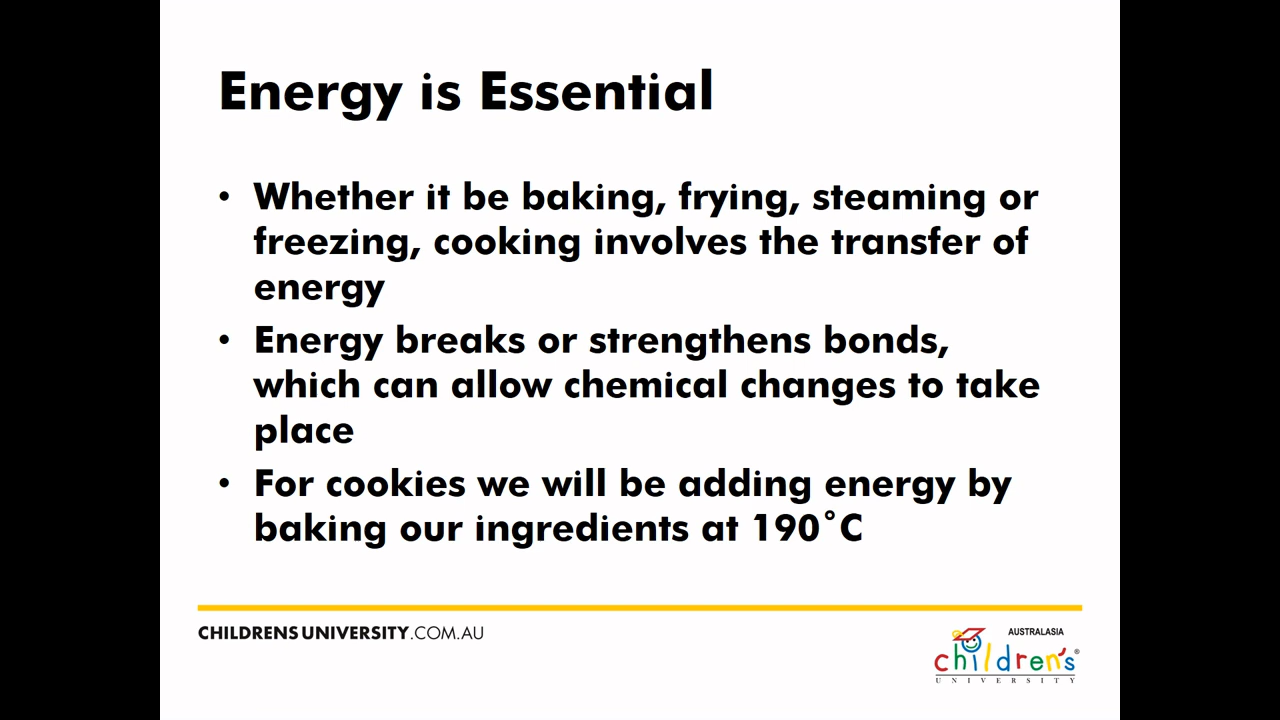 Energy is Essential
• Whether it be baking, frying, steaming or
freezing, cooking involves the transfer of
energy
• Energy breaks or strengthens bonds,
which can allow chemical changes to take
place
• For cookies we will be adding energy by
baking our ingredients at 190˚C
CHILDRENSUNIVERSITY.COM.AU
AUSTRALASIA
children's®
UNIVERSITY